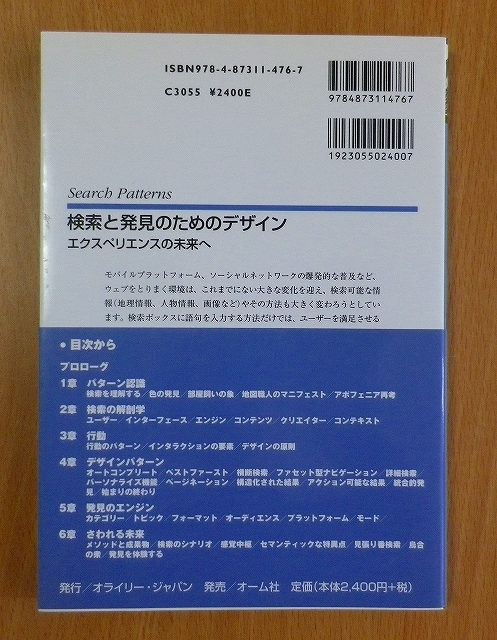 ISBN978-4-87311-476-7
C3055 ¥2400E
9784873114767
1923055024007
Search Patterns
検索と発見のためのデザイン
エクスペリエンスの未来へ
モバイルプラットフォーム、ソーシャルネットワークの爆発的な普及など、
ウェブをとりまく環境は、これまでにない大きな変化を迎え、検索可能な情
報(地理情報、人物情報、画像など)やその方法も大きく変わろうとしてい
ます。検索ボックスに語句を入力する方法だけでは、ユーザーを満足させる
● 目次から
プロローグ
1章 パターン認識
検索を理解する/色の発見/部屋飼いの象/地図職人のマニフェスト/アポフェニア再考
2章 検索の解剖学
ユーザー/インターフェース/エンジン/コンテンツ/クリエイター/コンテキスト
3章 行動
行動のパターン/インタラクションの要素/デザインの原則
4章 デザインパターン
オートコンプリート/ベストファースト/横断検索/ファセット型ナビゲーション/詳細検索
パーソナライズ機能/ページネーション/構造化された結果/アクション可能な結果/統合的発
見/始まりの終わり
5章 発見のエンジン
カテゴリー/トピック/フォーマット/オーディエンス/プラットフォーム/モード
6章 さわれる未来
メソッドと成果物/検索のシナリオ/感覚中枢/セマンティックな特異点/見張り番検索/烏合
の衆/発見を体験する
発行/オライリー・ジャパン 発売/オーム社 定価(本体2,400円+税)